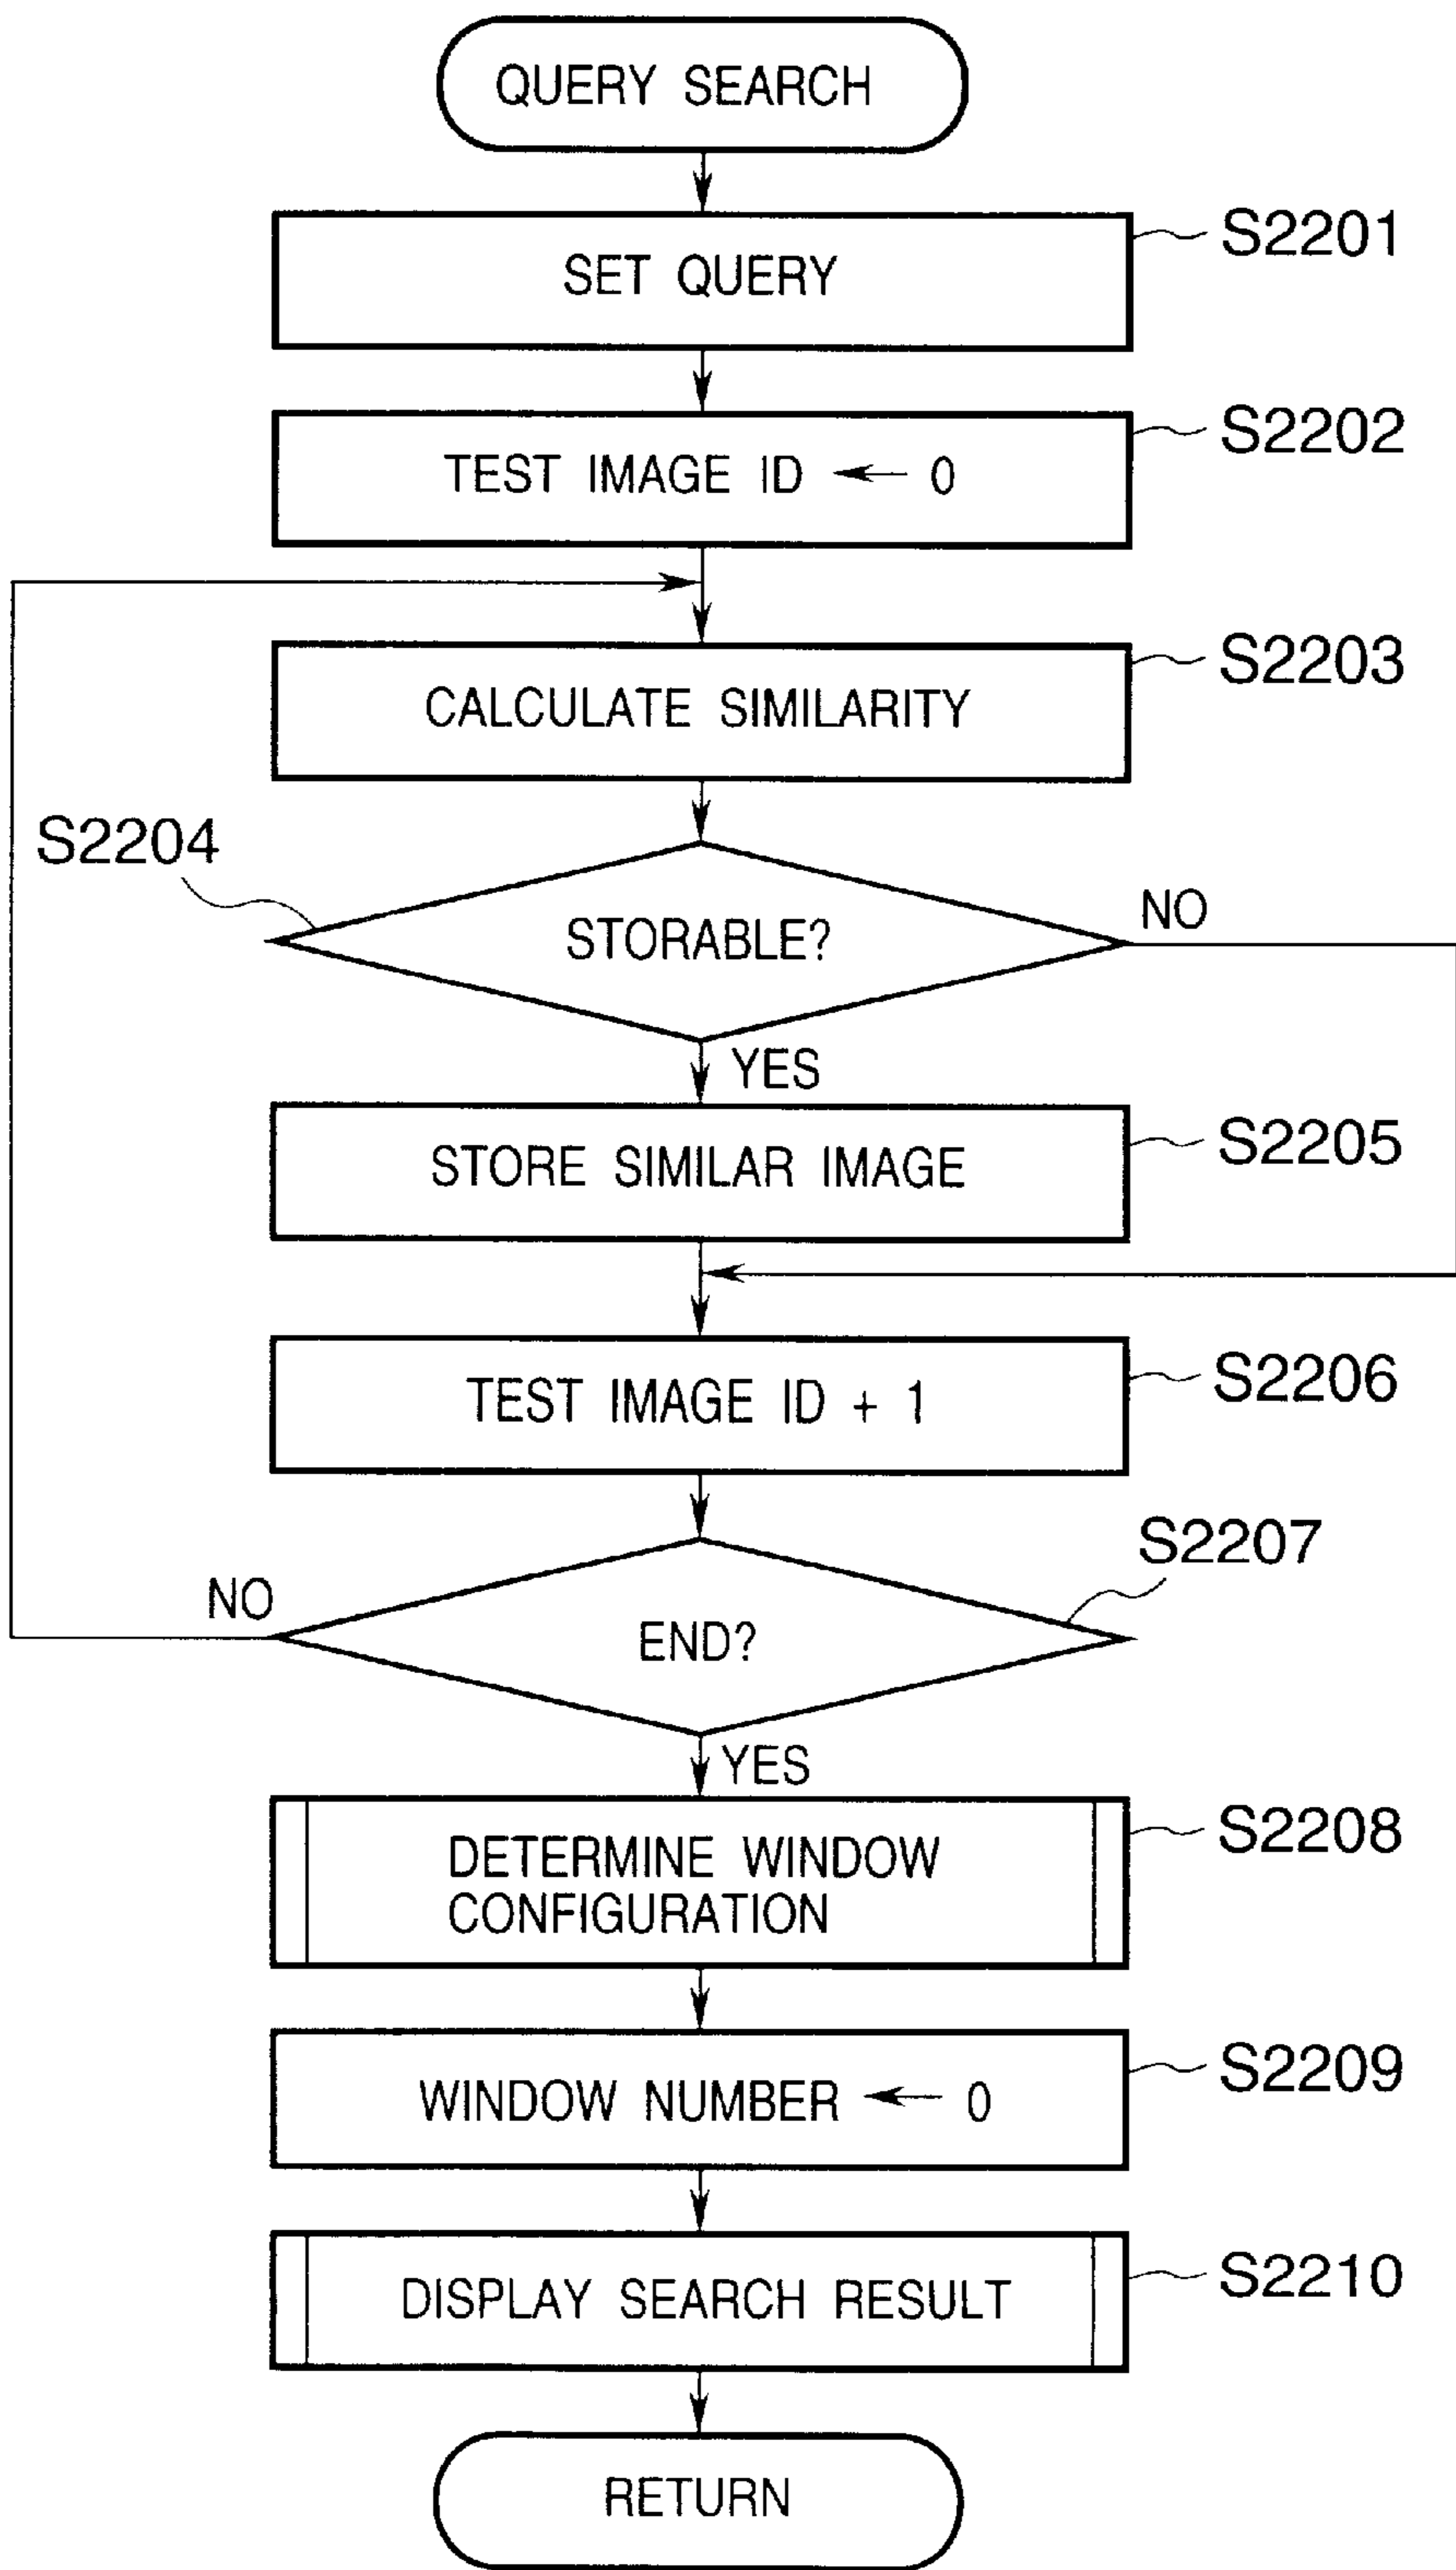 QUERY SEARCH
S2201
SET QUERY
S2202
TEST IMAGE ID ← 0
S2203
CALCULATE SIMILARITY
S2204
STORABLE?
NO
YES
S2205
STORE SIMILAR IMAGE
S2206
TEST IMAGE ID + 1
S2207
NO
END?
YES
S2208
DETERMINE WINDOW
CONFIGURATION
S2209
WINDOW NUMBER ← 0
S2210
DISPLAY SEARCH RESULT
RETURN